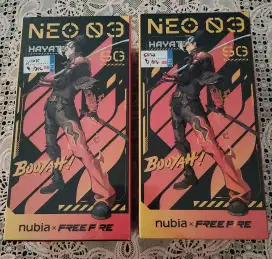 NEO 03
HAYATO
5G
BOOYAH!
nubia × FREE FIRE
NEO 03
HAYATO
5G
BOOYAH!
nubia × FREE FIRE